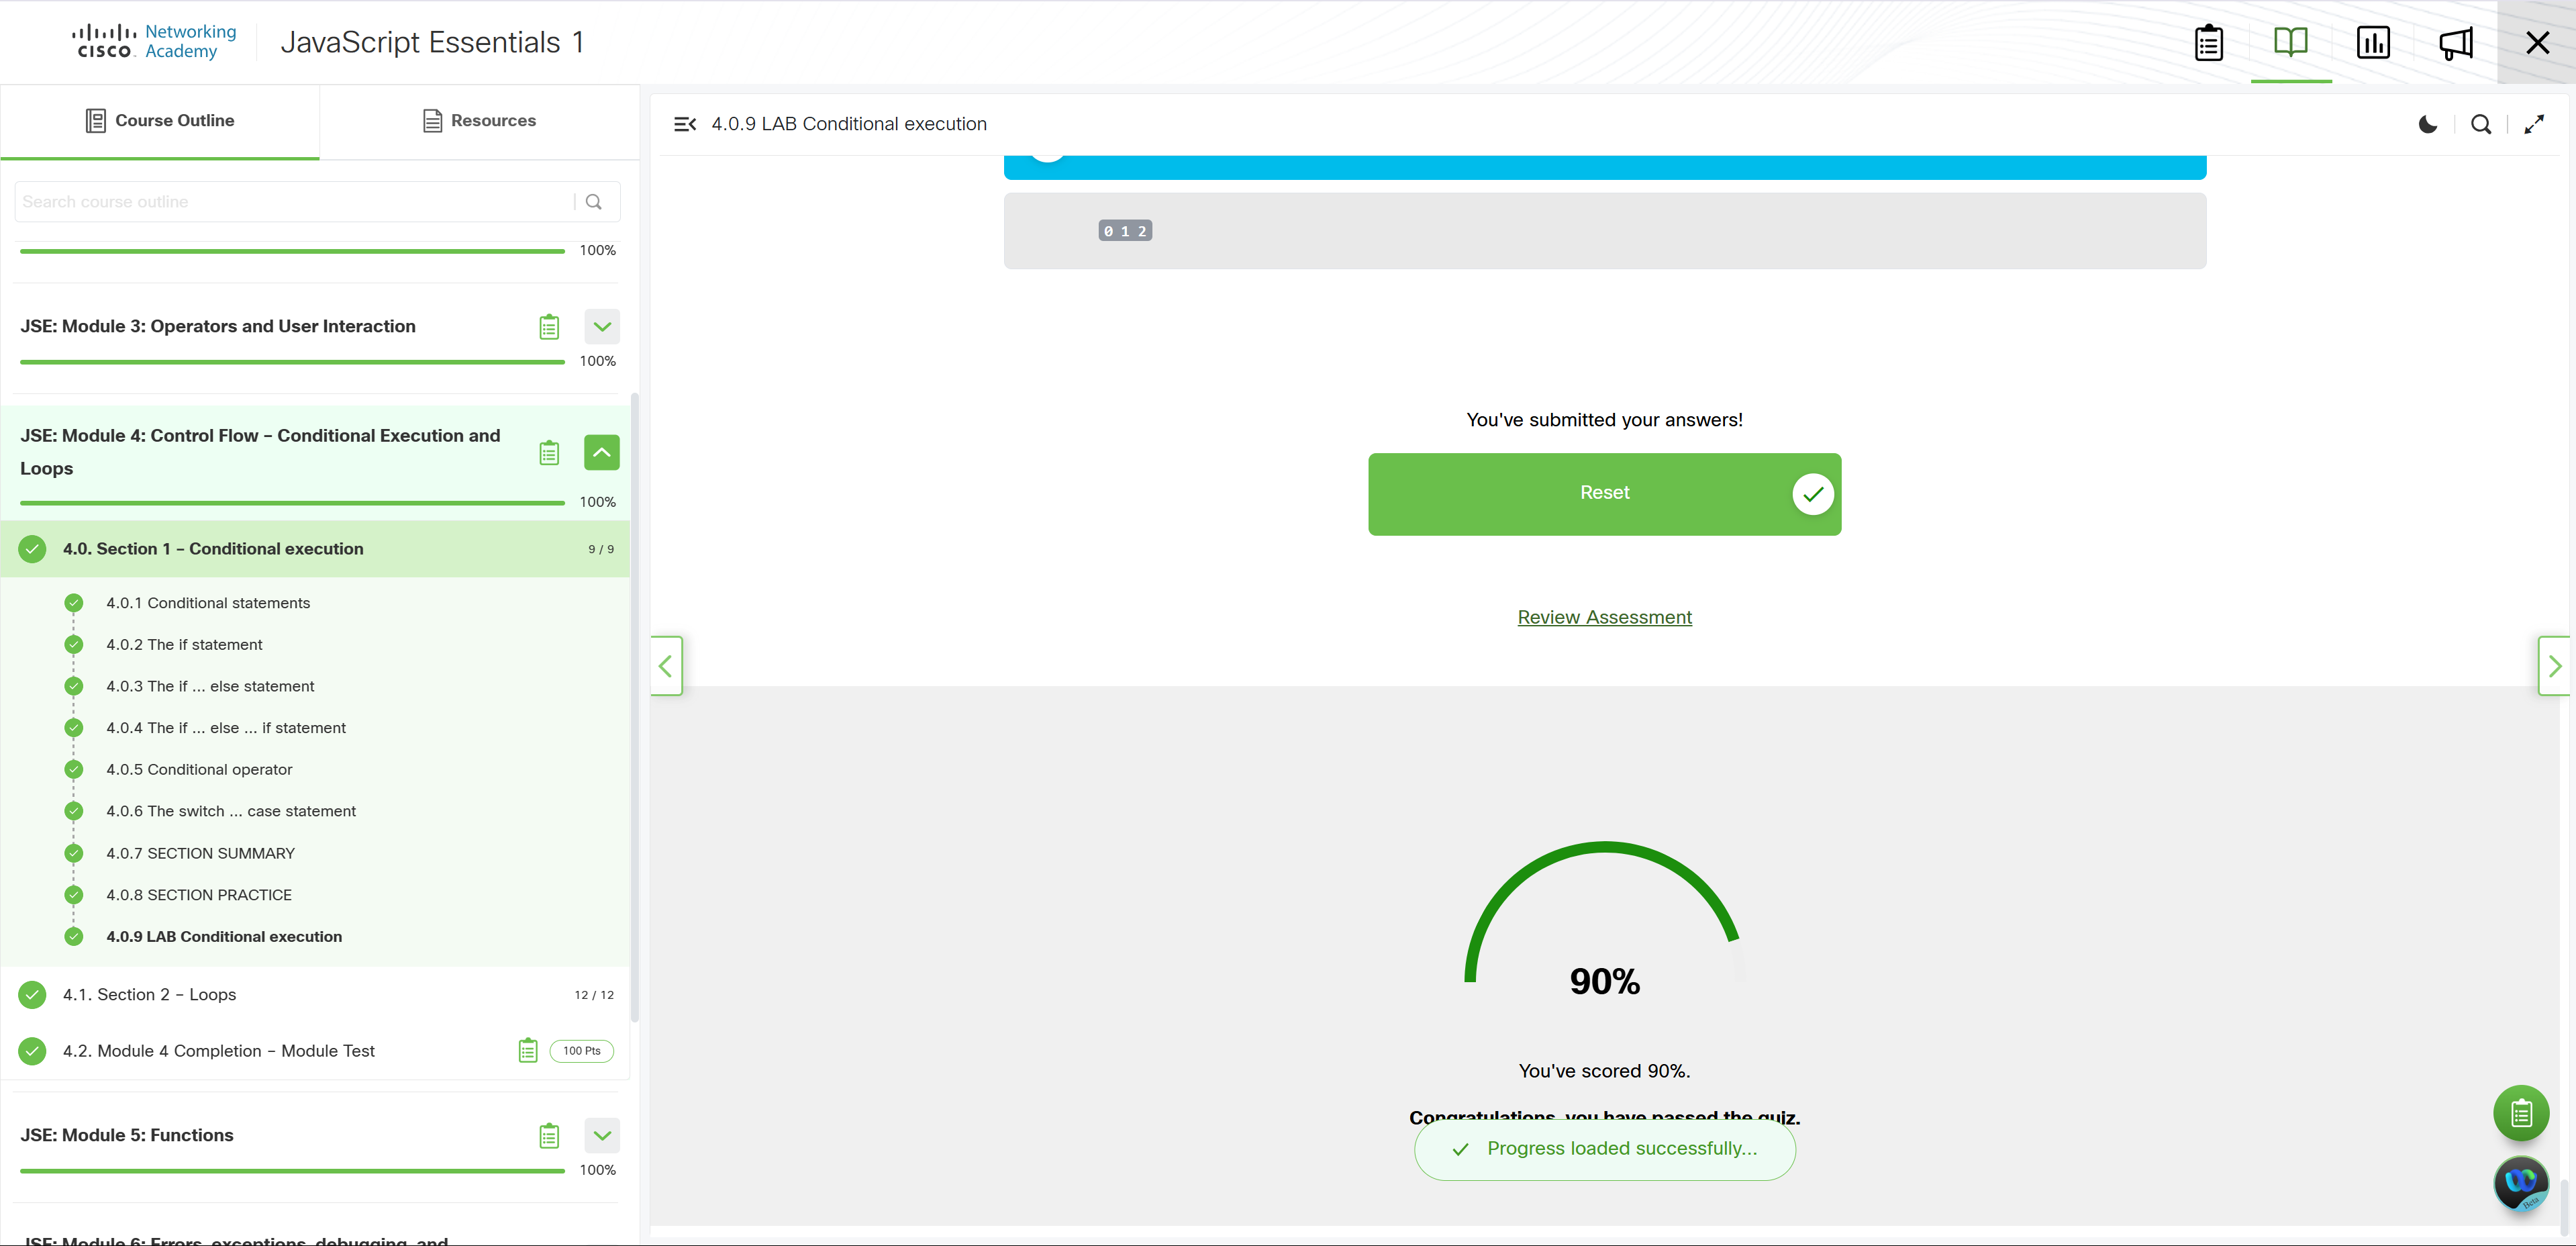 CISCO Networking Academy
JavaScript Essentials 1
Course Outline
Resources
Search course outline
100%
JSE: Module 3: Operators and User Interaction
100%
JSE: Module 4: Control Flow – Conditional Execution and
Loops
100%
4.0. Section 1 – Conditional execution
9 / 9
4.0.1 Conditional statements
4.0.2 The if statement
4.0.3 The if ... else statement
4.0.4 The if ... else ... if statement
4.0.5 Conditional operator
4.0.6 The switch ... case statement
4.0.7 SECTION SUMMARY
4.0.8 SECTION PRACTICE
4.0.9 LAB Conditional execution
4.1. Section 2 – Loops
12 / 12
4.2. Module 4 Completion – Module Test
100 Pts
JSE: Module 5: Functions
100%
JSE: Module 6: Errors, exceptions, debugging, and
4.0.9 LAB Conditional execution
0 1 2
You've submitted your answers!
Reset
Review Assessment
90%
You've scored 90%.
Congratulations, you have passed the quiz.
Progress loaded successfully...
Beta